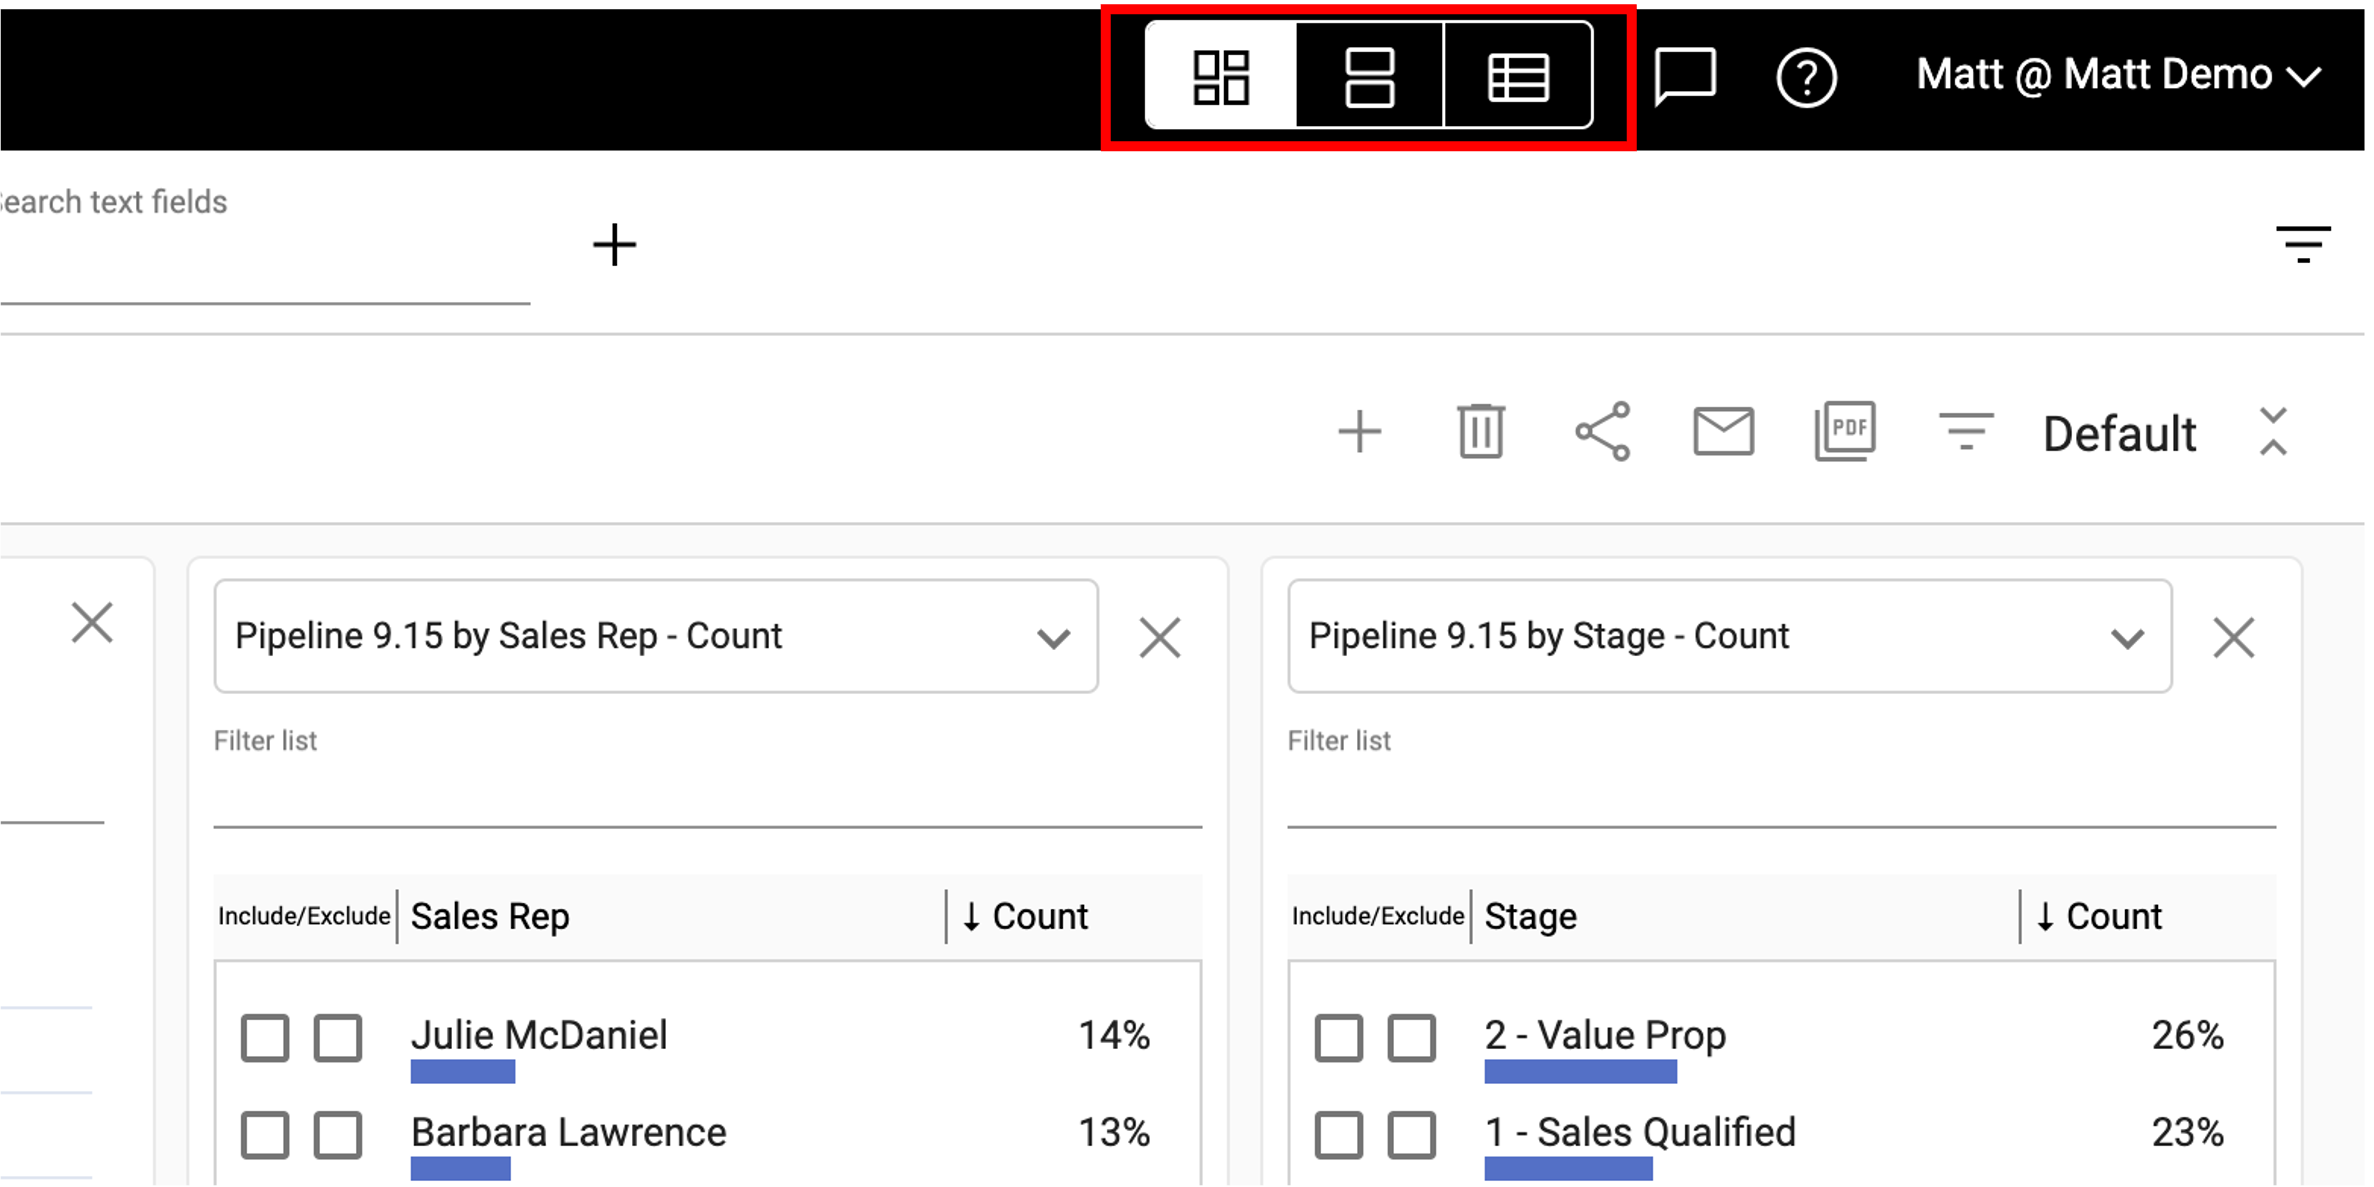 Matt @ Matt Demo
Search text fields
PDF
Default
Pipeline 9.15 by Sales Rep - Count
Filter list
Include/Exclude Sales Rep ↓ Count
Julie McDaniel 14%
Barbara Lawrence 13%
Pipeline 9.15 by Stage - Count
Filter list
Include/Exclude Stage ↓ Count
2 - Value Prop 26%
1 - Sales Qualified 23%